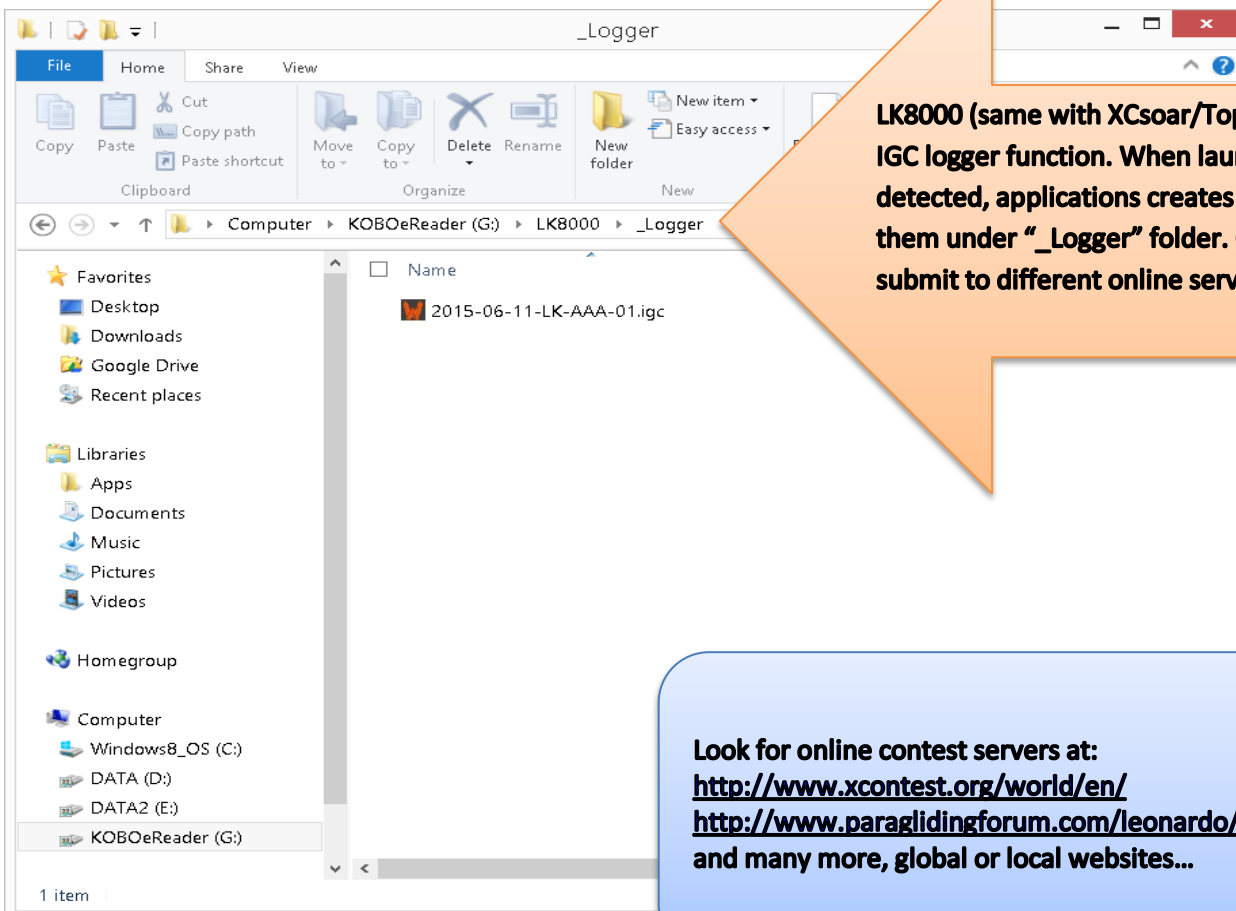 _Logger
File Home Share View
Copy
Paste
Cut
Copy path
Paste shortcut
Move to
Copy to
Delete
Rename
New folder
New item
Easy access
Clipboard
Organize
New
Computer KOBOeReader (G:) LK8000 _Logger
Favorites
Desktop
Downloads
Google Drive
Recent places
Libraries
Apps
Documents
Music
Pictures
Videos
Homegroup
Computer
Windows8_OS (C:)
DATA (D:)
DATA2 (E:)
KOBOeReader (G:)
1 item
Name
2015-06-11-LK-AAA-01.igc
LK8000 (same with XCsoar/Top
IGC logger function. When lau
detected, applications creates
them under “_Logger” folder.
submit to different online serv
Look for online contest servers at:
http://www.xcontest.org/world/en/
http://www.paraglidingforum.com/leonardo/
and many more, global or local websites...